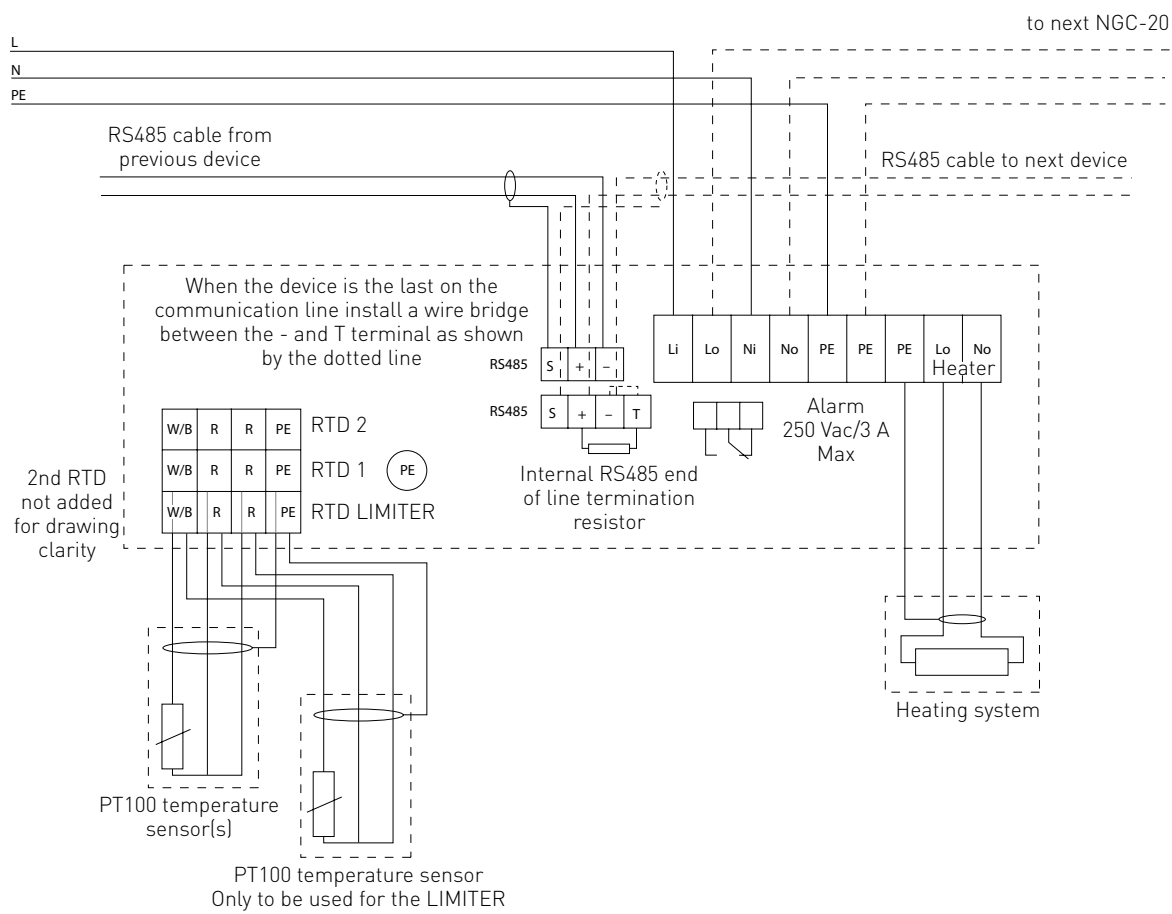 to next NGC-20
L
N
PE
RS485 cable from
previous device
RS485 cable to next device
When the device is the last on the
communication line install a wire bridge
between the - and T terminal as shown
by the dotted line
RS485 S + –
Li Lo Ni No PE PE PE Lo No
Heater
RS485 S + – T
Alarm
250 Vac/3 A
Max
Internal RS485 end
of line termination
resistor
W/B R R PE RTD 2
W/B R R PE RTD 1 PE
W/B R R PE RTD LIMITER
2nd RTD
not added
for drawing
clarity
Heating system
PT100 temperature
sensor(s)
PT100 temperature sensor
Only to be used for the LIMITER